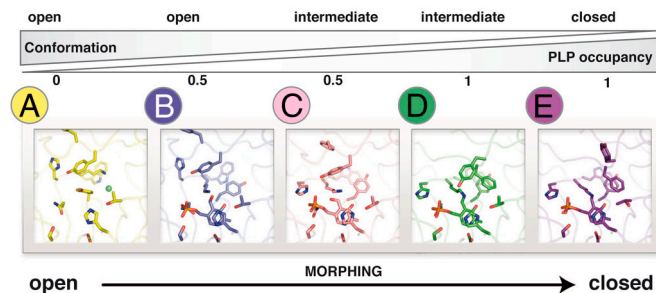 open open intermediate intermediate closed
Conformation
PLP occupancy
0 0.5 0.5 1 1
A B C D E
MORPHING
open closed